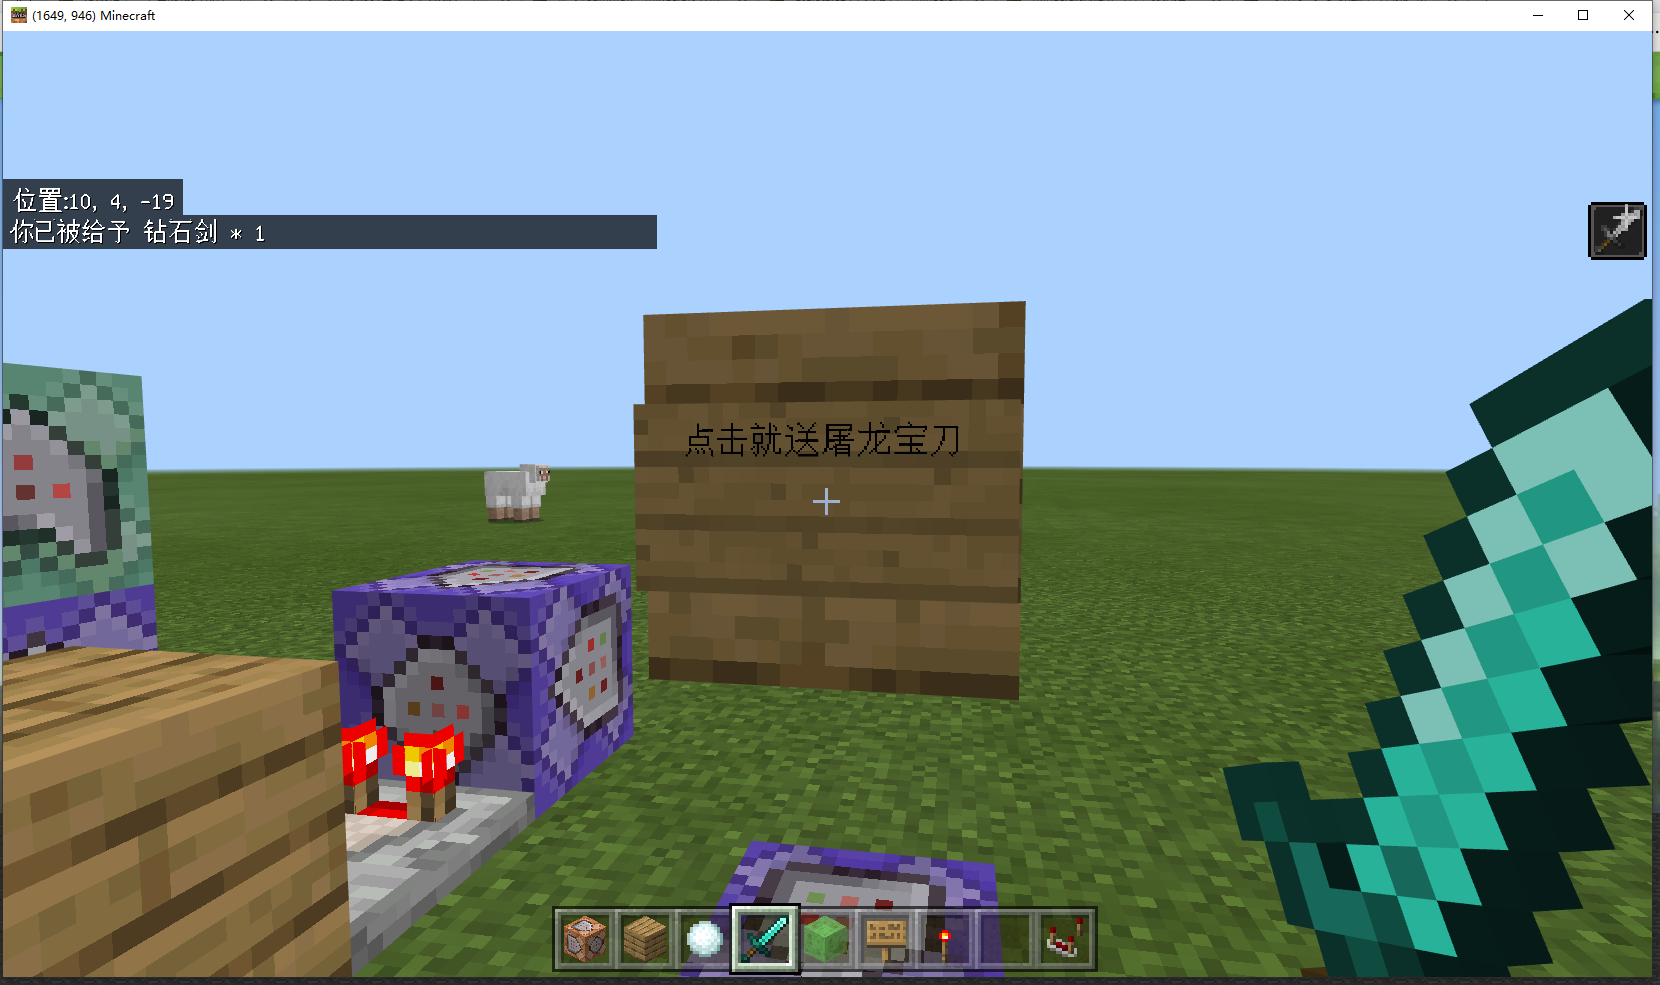 (1649, 946) Minecraft
位置:10, 4, -19
你已被给予 钻石剑 * 1
点击就送屠龙宝刀